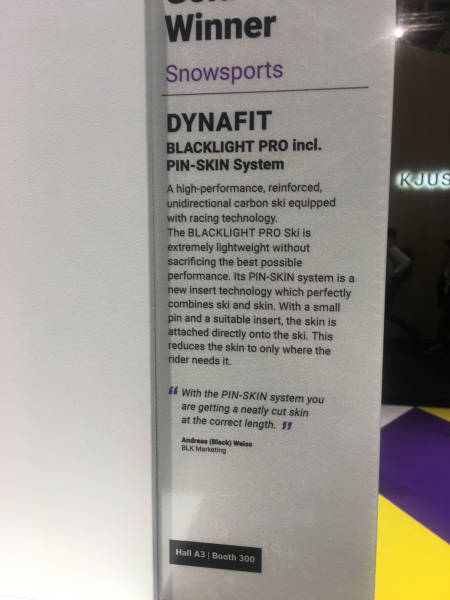 Winner
Snowsports
DYNAFIT
BLACKLIGHT PRO incl.
PIN-SKIN System
A high-performance, reinforced,
unidirectional carbon ski equipped
with racing technology.
The BLACKLIGHT PRO Ski is
extremely lightweight without
sacrificing the best possible
performance. Its PIN-SKIN system is a
new insert technology which perfectly
combines ski and skin. With a small
pin and a suitable insert, the skin is
attached directly onto the ski. This
reduces the skin to only where the
rider needs it.
“ With the PIN-SKIN system you
are getting a neatly cut skin
at the correct length. ”
Andreas (Black) Weiss
BLK Marketing
Hall A3 | Booth 300
KJUS